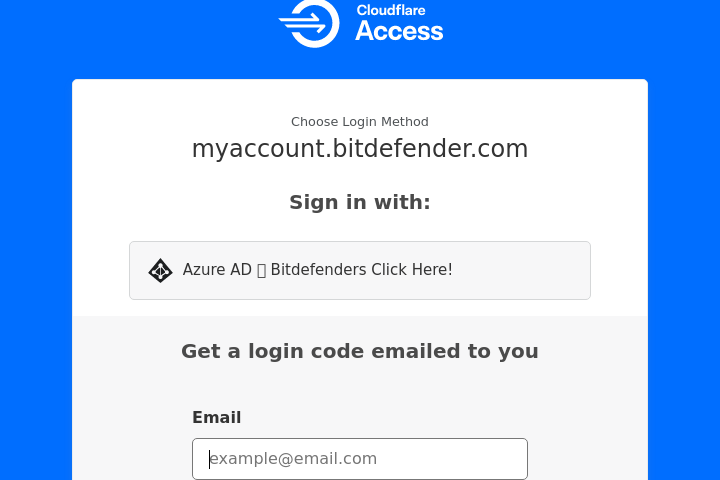 Cloudflare
Access
Choose Login Method
myaccount.bitdefender.com
Sign in with:
Azure AD ▯ Bitdefenders Click Here!
Get a login code emailed to you
Email
example@email.com